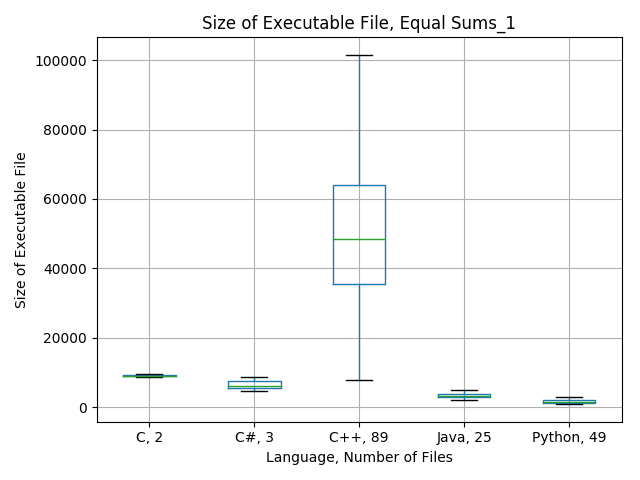 Size of Executable File, Equal Sums_1
Size of Executable File
100000
80000
60000
40000
20000
0
C, 2
C#, 3
C++, 89
Java, 25
Python, 49
Language, Number of Files